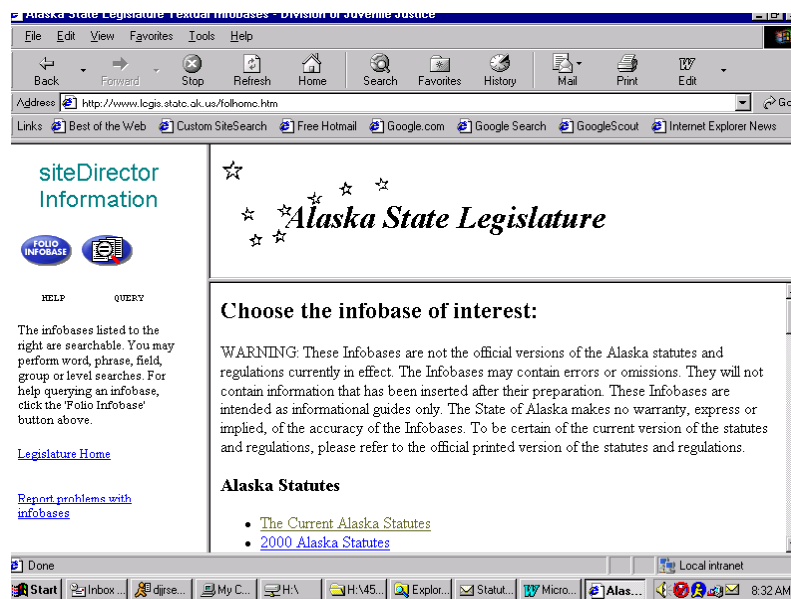 Alaska State Legislature Textual Infobases - Division of Juvenile Justice
File Edit View Favorites Tools Help
Back Forward Stop Refresh Home Search Favorites History Mail Print Edit
Address http://www.legis.state.ak.us/folhome.htm Go
Links Best of the Web Custom SiteSearch Free Hotmail Google.com Google Search GoogleScout Internet Explorer News
siteDirector
Information
FOLIO
INFOBASE
HELP QUERY
The infobases listed to the
right are searchable. You may
perform word, phrase, field,
group or level searches. For
help querying an infobase,
click the 'Folio Infobase'
button above.
Legislature Home
Report problems with
infobases
Alaska State Legislature
Choose the infobase of interest:
WARNING: These Infobases are not the official versions of the Alaska statutes and
regulations currently in effect. The Infobases may contain errors or omissions. They will not
contain information that has been inserted after their preparation. These Infobases are
intended as informational guides only. The State of Alaska makes no warranty, express or
implied, of the accuracy of the Infobases. To be certain of the current version of the statutes
and regulations, please refer to the official printed version of the statutes and regulations.
Alaska Statutes
The Current Alaska Statutes
2000 Alaska Statutes
Done Local intranet
Start Inbox ... djjrse... My C... H:\ H:\45... Explor... Statut... Micro... Alas... 8:32 AM